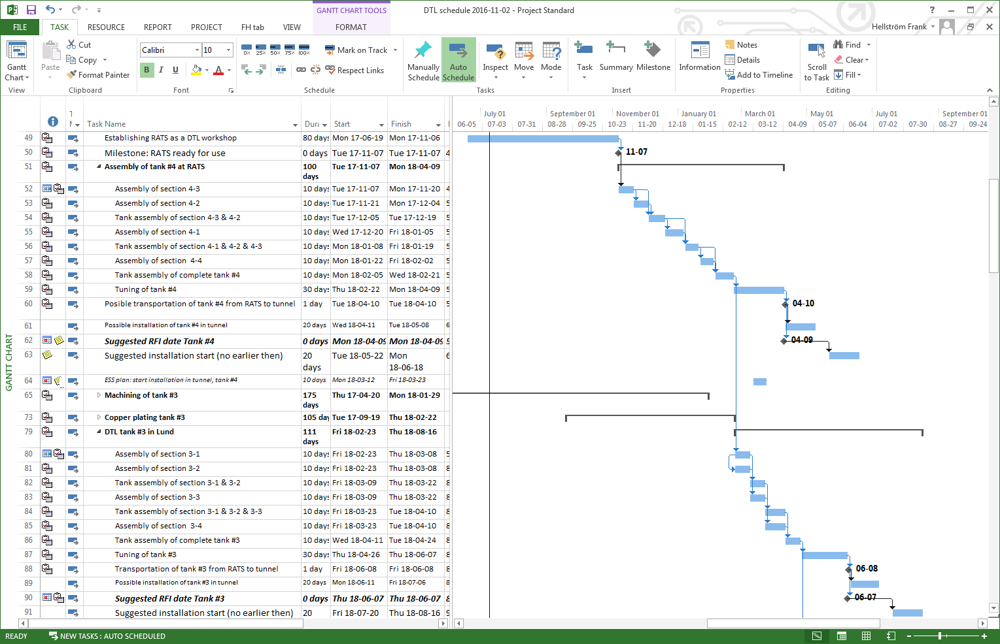 GANTT CHART TOOLS
DTL schedule 2016-11-02 - Project Standard
FILE
TASK
RESOURCE
REPORT
PROJECT
FH tab
VIEW
FORMAT
Hellström Frank
Gantt Chart
View
Paste
Cut
Copy
Format Painter
Clipboard
Calibri
10
B I U
A
Font
0% 25% 50% 75% 100%
Mark on Track
Respect Links
Schedule
Manually Schedule
Auto Schedule
Inspect
Move
Mode
Tasks
Task
Summary
Milestone
Insert
Information
Notes
Details
Add to Timeline
Properties
Scroll to Task
Find
Clear
Fill
Editing
Task Name
Start
Finish
July 01 September 01 November 01 January 01 March 01 May 01 July 01 September 01
06-05 07-03 07-31 08-28 09-25 10-23 11-20 12-18 01-15 02-12 03-12 04-09 05-07 06-04 07-02 07-30 08-27 09-24
49 Establishing RATS as a DTL workshop 80 days Mon 17-06-19 Mon 17-11-06
50 Milestone: RATS ready for use 0 days Tue 17-11-07 Tue 17-11-07 4
11-07
51 Assembly of tank #4 at RATS 100 days Tue 17-11-07 Mon 18-04-09
52 Assembly of section 4-3 10 days Tue 17-11-07 Mon 17-11-20 4
53 Assembly of section 4-2 10 days Tue 17-11-21 Mon 17-12-04 5
54 Tank assembly of section 4-3 & 4-2 10 days Tue 17-12-05 Tue 17-12-19 5
55 Assembly of section 4-1 10 days Wed 17-12-20 Fri 18-01-05 5
56 Tank assembly of section 4-1 & 4-2 & 4-3 10 days Mon 18-01-08 Fri 18-01-19 5
57 Assembly of section 4-4 10 days Mon 18-01-22 Fri 18-02-02 5
58 Tank assembly of complete tank #4 10 days Mon 18-02-05 Wed 18-02-21 5
59 Tuning of tank #4 30 days Thu 18-02-22 Mon 18-04-09 5
60 Posible transportation of tank #4 from RATS to tunnel 1 day Tue 18-04-10 Tue 18-04-10 5
04-10
61 Possible installation of tank #4 in tunnel 20 days Wed 18-04-11 Tue 18-05-08 6
62 Suggested RFI date Tank #4 0 days Mon 18-04-09 Mon 18-04-09 5
04-09
63 Suggested installation start (no earlier then) 20 days Tue 18-05-22 Mon 18-06-18 6
64 ESS plan: start installation in tunnel, tank #4 10 days Mon 18-03-12 Fri 18-03-23
65 Machining of tank #3 175 days Thu 17-04-20 Mon 18-01-29
73 Copper plating tank #3 105 day Tue 17-09-19 Thu 18-02-22
79 DTL tank #3 in Lund 111 days Fri 18-02-23 Thu 18-08-16
80 Assembly of section 3-1 10 days Fri 18-02-23 Thu 18-03-08 5
81 Assembly of section 3-2 10 days Fri 18-02-23 Thu 18-03-08 8
82 Tank assembly of section 3-1 & 3-2 10 days Fri 18-03-09 Thu 18-03-22 8
83 Assembly of section 3-3 10 days Fri 18-03-09 Thu 18-03-22 8
84 Tank assembly of section 3-1 & 3-2 & 3-3 10 days Fri 18-03-23 Tue 18-04-10 8
85 Assembly of section 3-4 10 days Fri 18-03-23 Tue 18-04-10 8
86 Tank assembly of complete tank #3 10 days Wed 18-04-11 Tue 18-04-24 8
87 Tuning of tank #3 30 days Thu 18-04-26 Thu 18-06-07 8
88 Transportation of tank #3 from RATS to tunnel 1 day Fri 18-06-08 Fri 18-06-08 8
06-08
89 Possible installation of tank #3 in tunnel 20 days Mon 18-06-11 Fri 18-07-06 8
90 Suggested RFI date Tank #3 0 days Thu 18-06-07 Thu 18-06-07 8
06-07
91 Suggested installation start (no earlier then) 20 Fri 18-07-20 Thu 18-08-16 9
GANTT CHART
READY
NEW TASKS : AUTO SCHEDULED